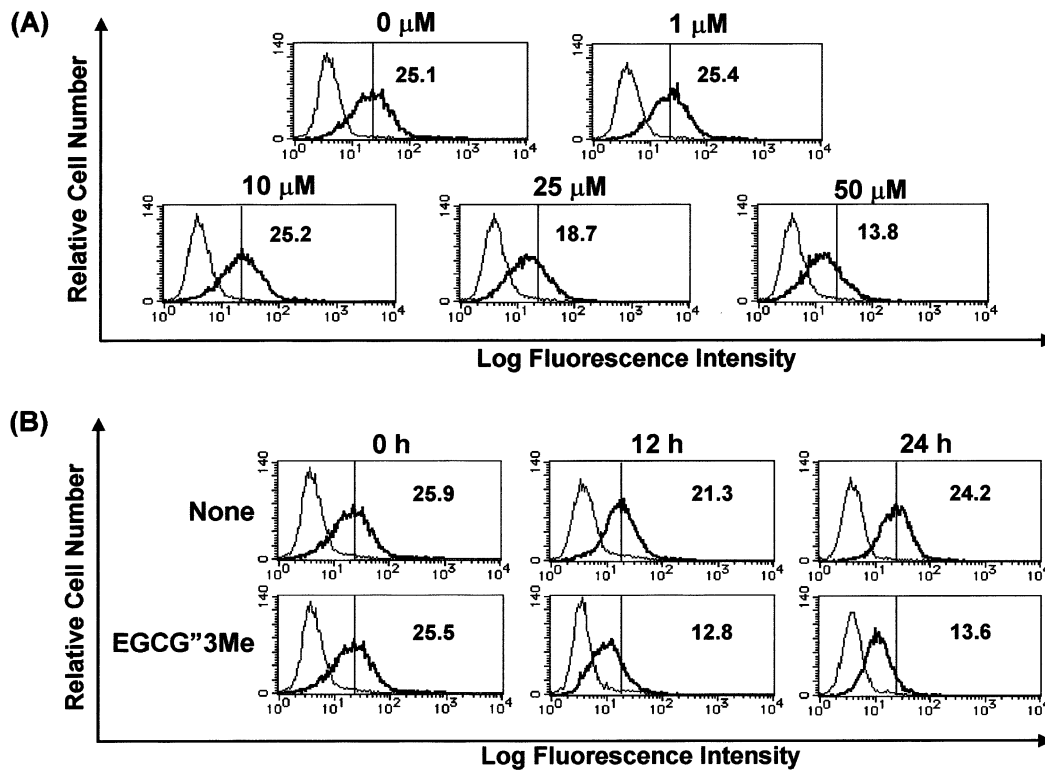 (A)
0 μM 1 μM
140 25.1 140 25.4
0 0
10⁰ 10¹ 10² 10³ 10⁴ 10⁰ 10¹ 10² 10³ 10⁴
10 μM 25 μM 50 μM
140 25.2 140 18.7 140 13.8
0 0 0
10⁰ 10¹ 10² 10³ 10⁴ 10⁰ 10¹ 10² 10³ 10⁴ 10⁰ 10¹ 10² 10³ 10⁴
Relative Cell Number
Log Fluorescence Intensity
(B)
0 h 12 h 24 h
None 140 25.9 140 21.3 140 24.2
0 0 0
10⁰ 10¹ 10² 10³ 10⁴ 10⁰ 10¹ 10² 10³ 10⁴ 10⁰ 10¹ 10² 10³ 10⁴
EGCG”3Me 140 25.5 140 12.8 140 13.6
0 0 0
10⁰ 10¹ 10² 10³ 10⁴ 10⁰ 10¹ 10² 10³ 10⁴ 10⁰ 10¹ 10² 10³ 10⁴
Relative Cell Number
Log Fluorescence Intensity